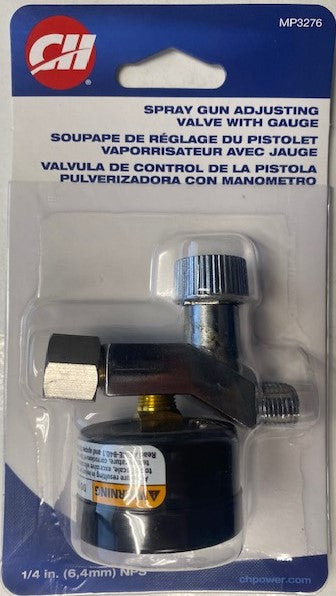 MP3276
CH®
SPRAY GUN ADJUSTING
VALVE WITH GAUGE
SOUPAPE DE RÉGLAGE DU PISTOLET
VAPORRISATEUR AVEC JAUGE
VALVULA DE CONTROL DE LA PISTOLA
PULVERIZADORA CON MANOMETRO
WARNING
1/4 in. (6,4mm) NPS
chpower.com